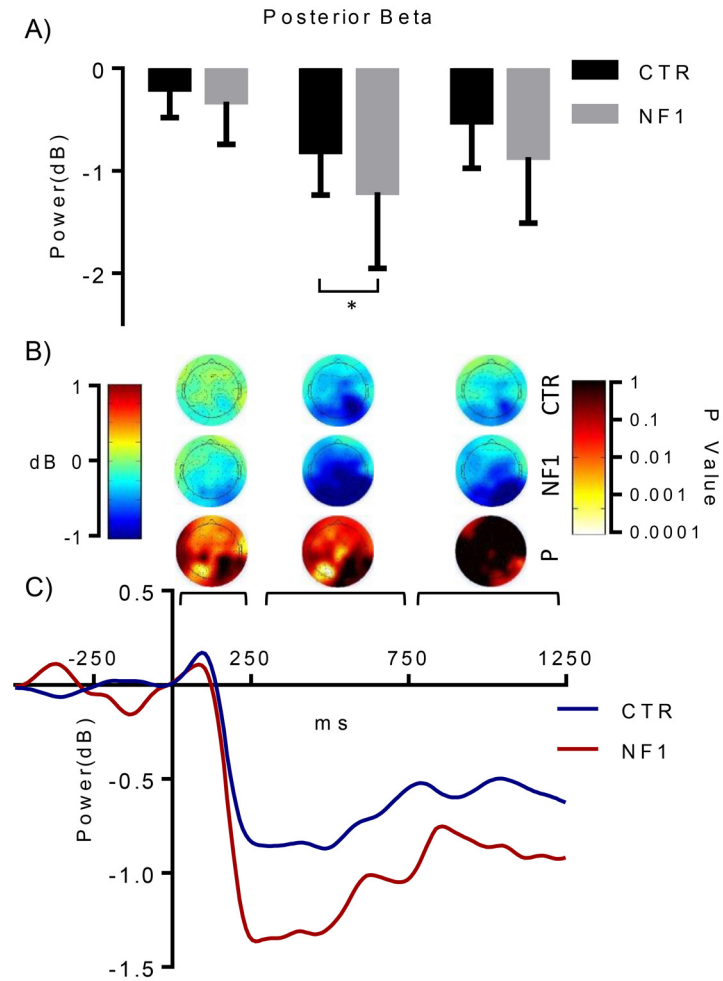 Posterior Beta
A)
0
-1
-2
Power(dB)
CTR
NF1
*
B)
1
0
-1
dB
CTR
NF1
P
1
0.1
0.01
0.001
0.0001
P Value
C)
0.5
-0.5
-1.0
-1.5
Power(dB)
-250
250
750
1250
ms
CTR
NF1